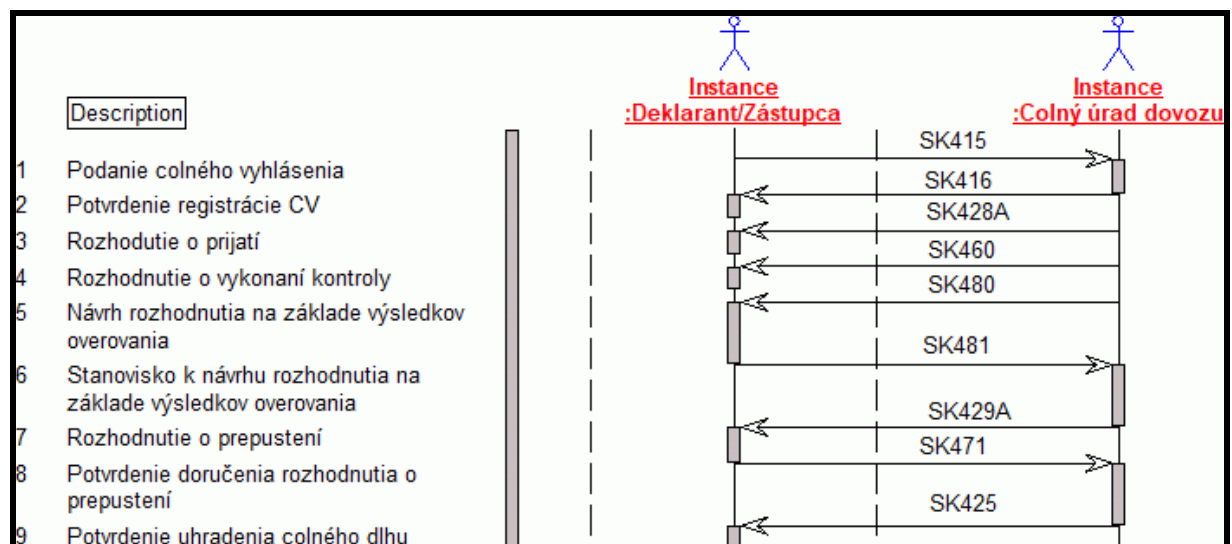 Instance
:Deklarant/Zástupca
Instance
:Colný úrad dovozu
Description
SK415
1 Podanie colného vyhlásenia
SK416
2 Potvrdenie registrácie CV
SK428A
3 Rozhodutie o prijatí
SK460
4 Rozhodnutie o vykonaní kontroly
SK480
5 Návrh rozhodnutia na základe výsledkov
overovania
SK481
6 Stanovisko k návrhu rozhodnutia na
základe výsledkov overovania
SK429A
7 Rozhodnutie o prepustení
SK471
8 Potvrdenie doručenia rozhodnutia o
prepustení
SK425
9 Potvrdenie uhradenia colného dlhu